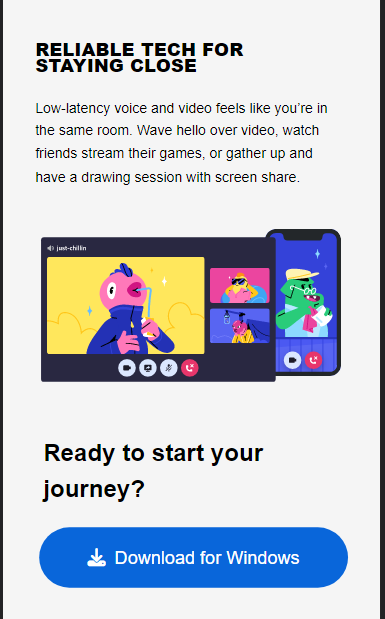 RELIABLE TECH FOR
STAYING CLOSE
Low-latency voice and video feels like you’re in
the same room. Wave hello over video, watch
friends stream their games, or gather up and
have a drawing session with screen share.
just-chillin
Ready to start your
journey?
Download for Windows